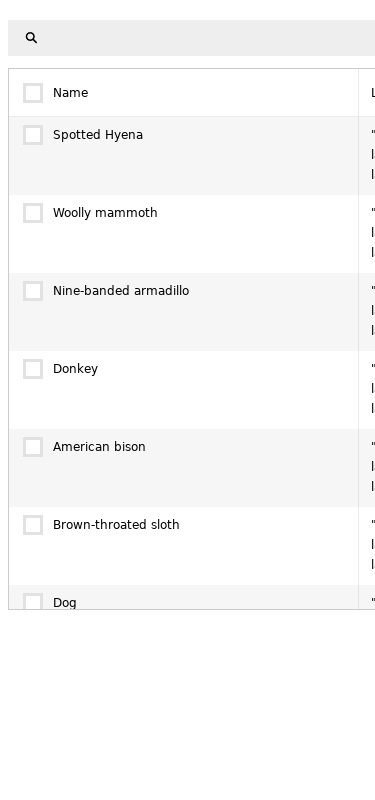 Name
Spotted Hyena
Woolly mammoth
Nine-banded armadillo
Donkey
American bison
Brown-throated sloth
Dog